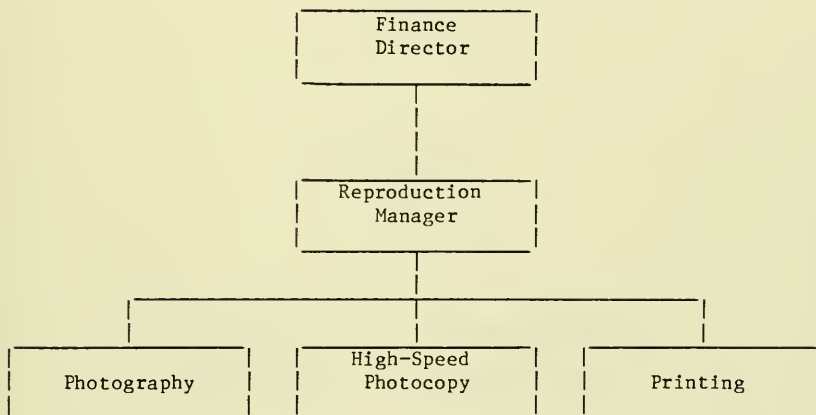 Finance
Director
Reproduction
Manager
High-Speed
Photography Photocopy Printing